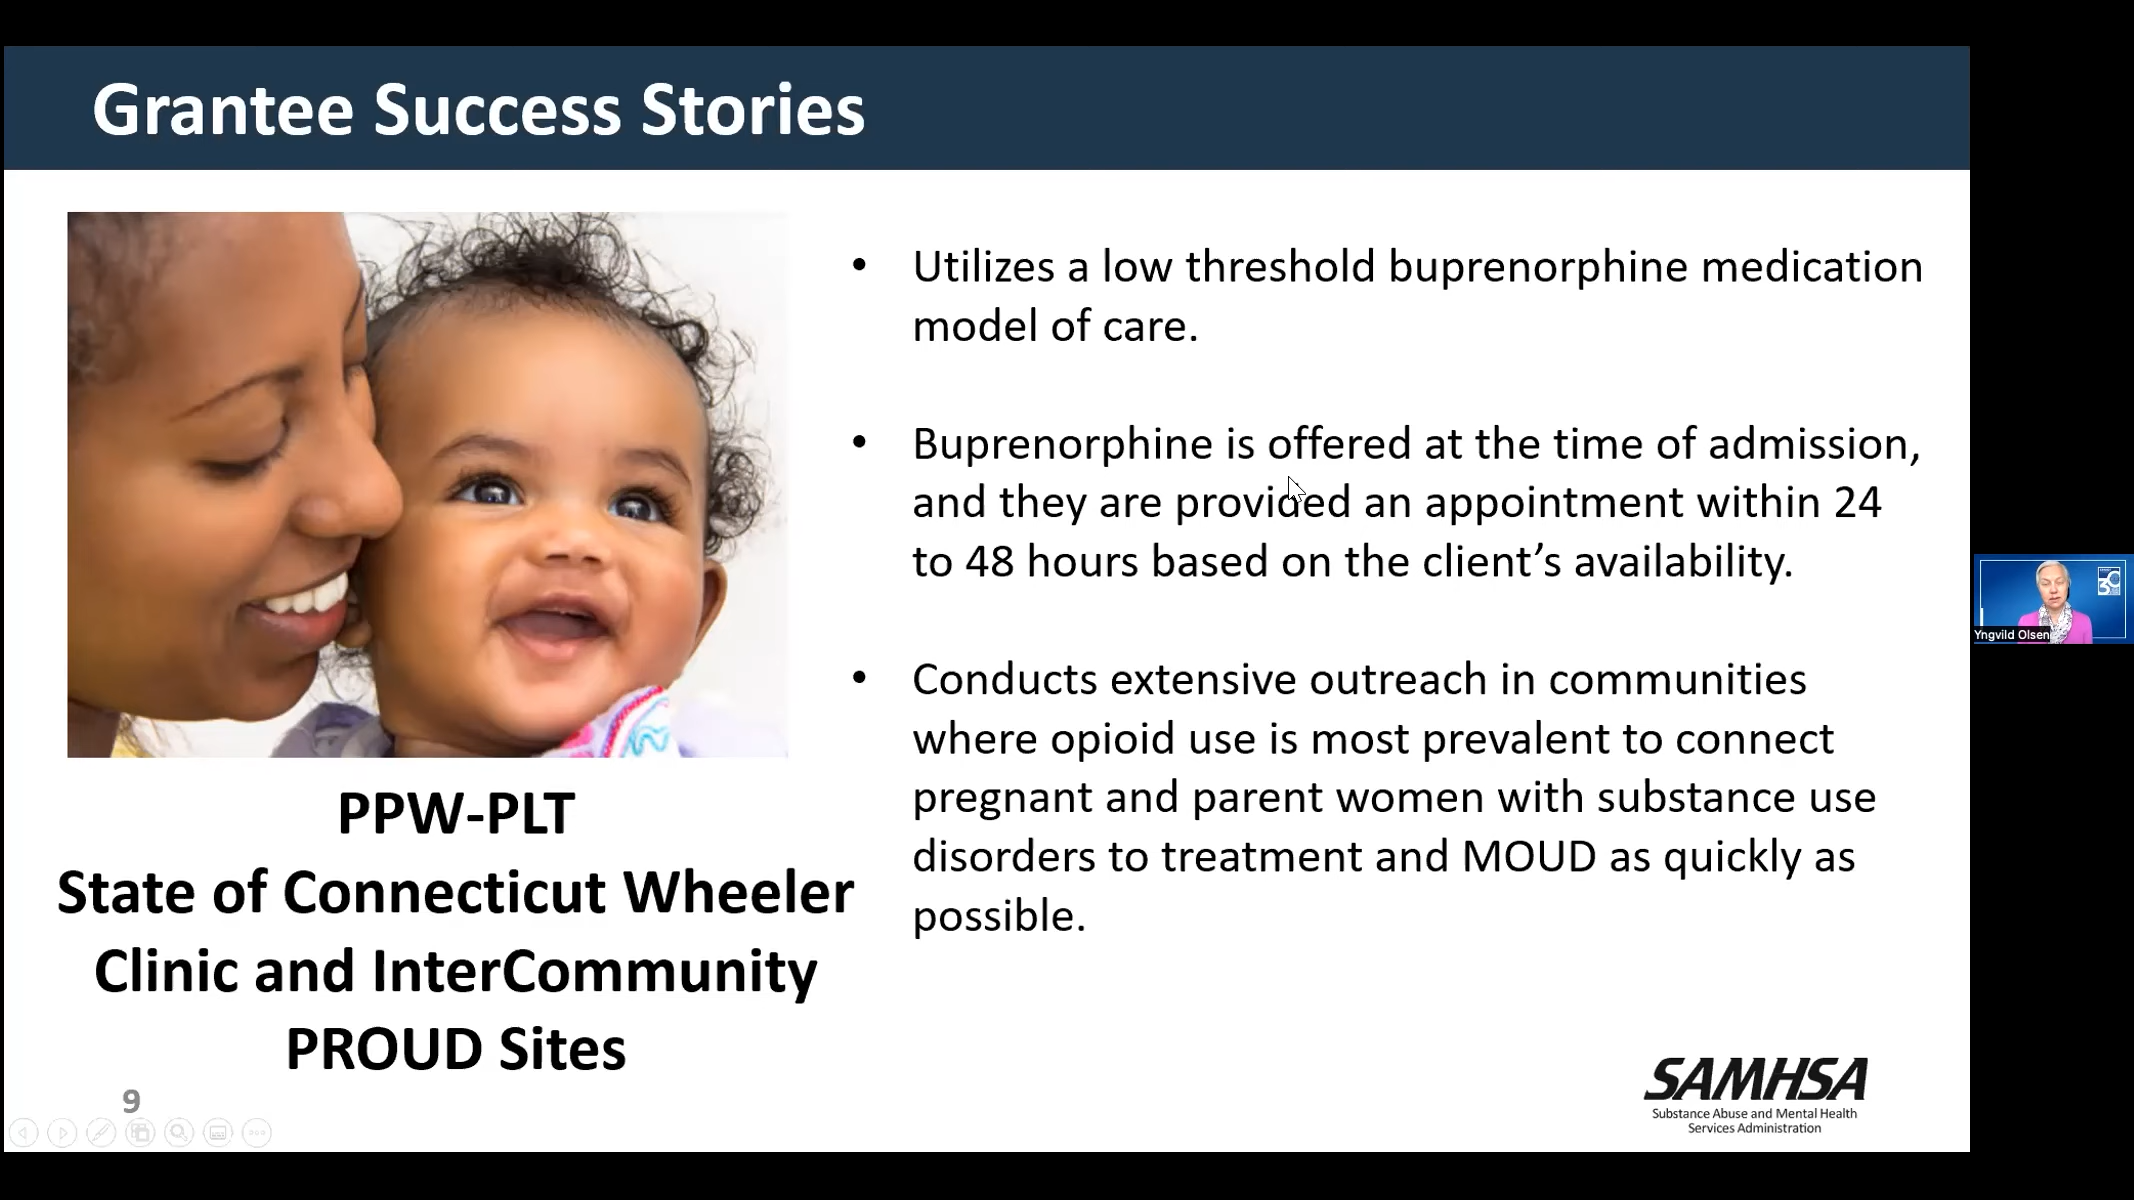 Grantee Success Stories
• Utilizes a low threshold buprenorphine medication
model of care.
• Buprenorphine is offered at the time of admission,
and they are provided an appointment within 24
to 48 hours based on the client’s availability.
• Conducts extensive outreach in communities
where opioid use is most prevalent to connect
pregnant and parent women with substance use
disorders to treatment and MOUD as quickly as
possible.
PPW-PLT
State of Connecticut Wheeler
Clinic and InterCommunity
PROUD Sites
9
SAMHSA
Substance Abuse and Mental Health
Services Administration
30
Yngvild Olsen